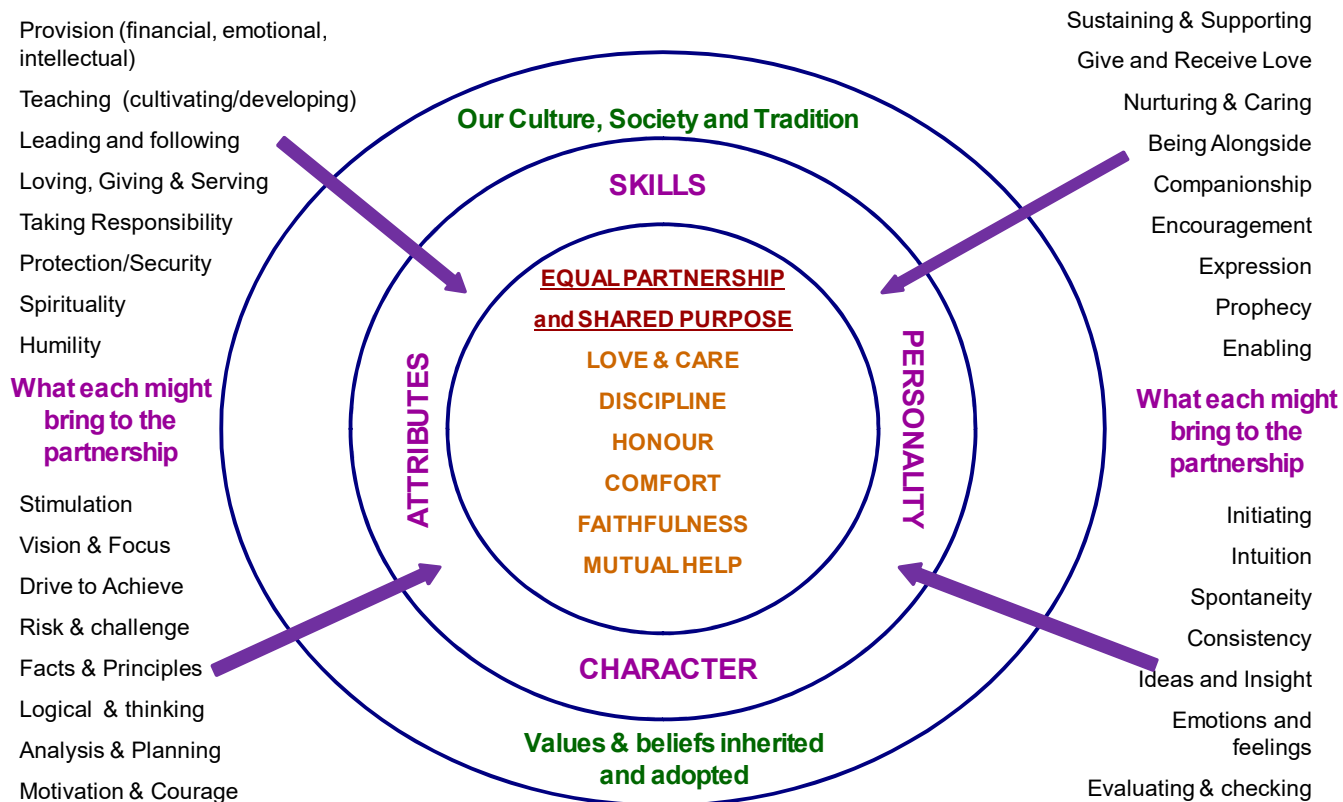 Provision (financial, emotional,
intellectual)
Teaching (cultivating/developing)
Leading and following
Loving, Giving & Serving
Taking Responsibility
Protection/Security
Spirituality
Humility
What each might
bring to the
partnership
Stimulation
Vision & Focus
Drive to Achieve
Risk & challenge
Facts & Principles
Logical & thinking
Analysis & Planning
Motivation & Courage
Our Culture, Society and Tradition
SKILLS
ATTRIBUTES
EQUAL PARTNERSHIP
and SHARED PURPOSE
LOVE & CARE
DISCIPLINE
HONOUR
COMFORT
FAITHFULNESS
MUTUAL HELP
PERSONALITY
CHARACTER
Values & beliefs inherited
and adopted
Sustaining & Supporting
Give and Receive Love
Nurturing & Caring
Being Alongside
Companionship
Encouragement
Expression
Prophecy
Enabling
What each might
bring to the
partnership
Initiating
Intuition
Spontaneity
Consistency
Ideas and Insight
Emotions and
feelings
Evaluating & checking